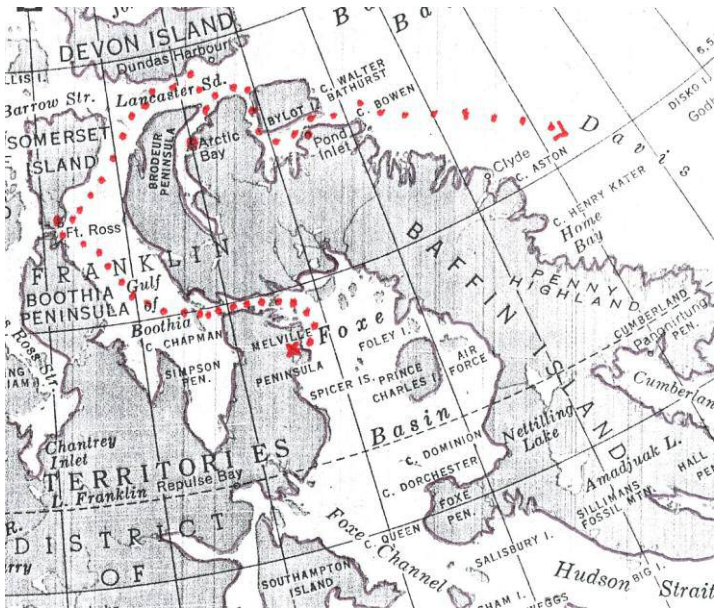 DEVON ISLAND
Dundas Harbour
Lancaster Sd.
Barrow Str.
SOMERSET
ISLAND
BRODEUR
PENINSULA
Arctic
Bay
BYLOT I.
C. WALTER
BATHURST
C. BOWEN
Pond
Inlet
Clyde
C. ASTON
Davis
DISKO I.
C. HENRY KATER
Home
Bay
Ft. Ross
FRANKLIN
BOOTHIA
PENINSULA
Gulf
of
Boothia
C. CHAPMAN
SIMPSON
PEN.
MELVILLE
PENINSULA
Foxe
Basin
FOLEY I.
SPICER IS.
PRINCE
CHARLES I.
AIR
FORCE
BAFFIN ISLAND
PENNY
HIGHLAND
CUMBERLAND
PEN.
Pangnirtung
Ross Str.
Chantrey
Inlet
TERRITORIES
L. Franklin
Repulse Bay
C. DOMINION
C. DORCHESTER
Nettilling
Lake
Amadjuak L.
HALL
SILLIMANS
FOSSIL MTN.
FOXE
PEN.
QUEEN
Foxe Channel
DISTRICT
OF
SOUTHAMPTON
ISLAND
SALISBURY I.
BIG I.
Hudson Strait